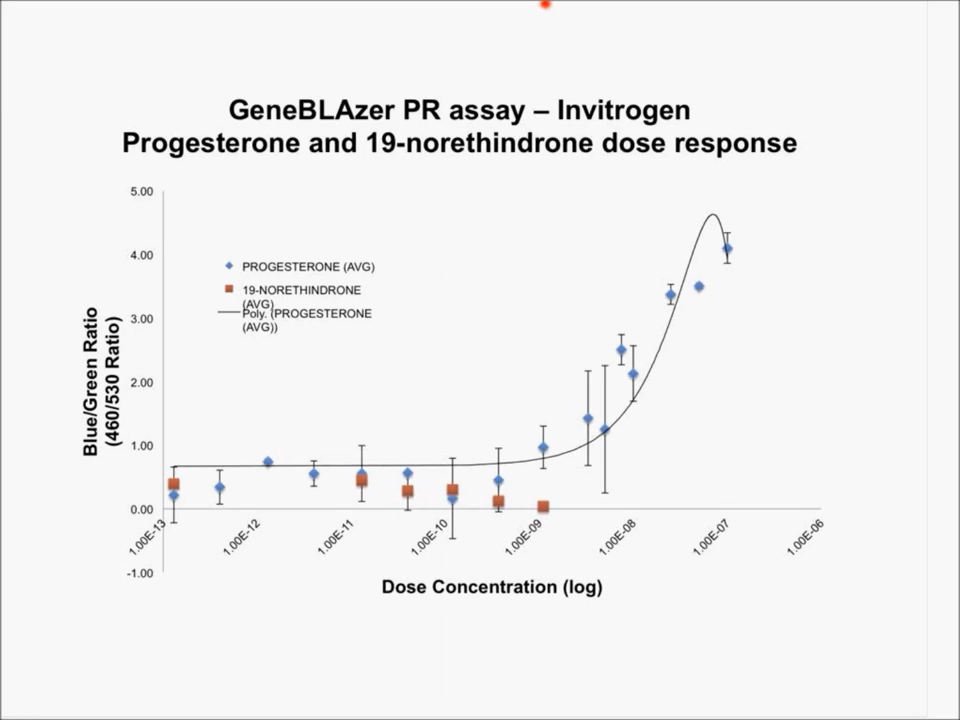 GeneBLAzer PR assay – Invitrogen
Progesterone and 19-norethindrone dose response
5.00
4.00
3.00
2.00
1.00
0.00
-1.00
Blue/Green Ratio
(460/530 Ratio)
PROGESTERONE (AVG)
19-NORETHINDRONE
(AVG)
Poly. (PROGESTERONE
(AVG))
1.00E-13
1.00E-12
1.00E-11
1.00E-10
1.00E-09
1.00E-08
1.00E-07
1.00E-06
Dose Concentration (log)